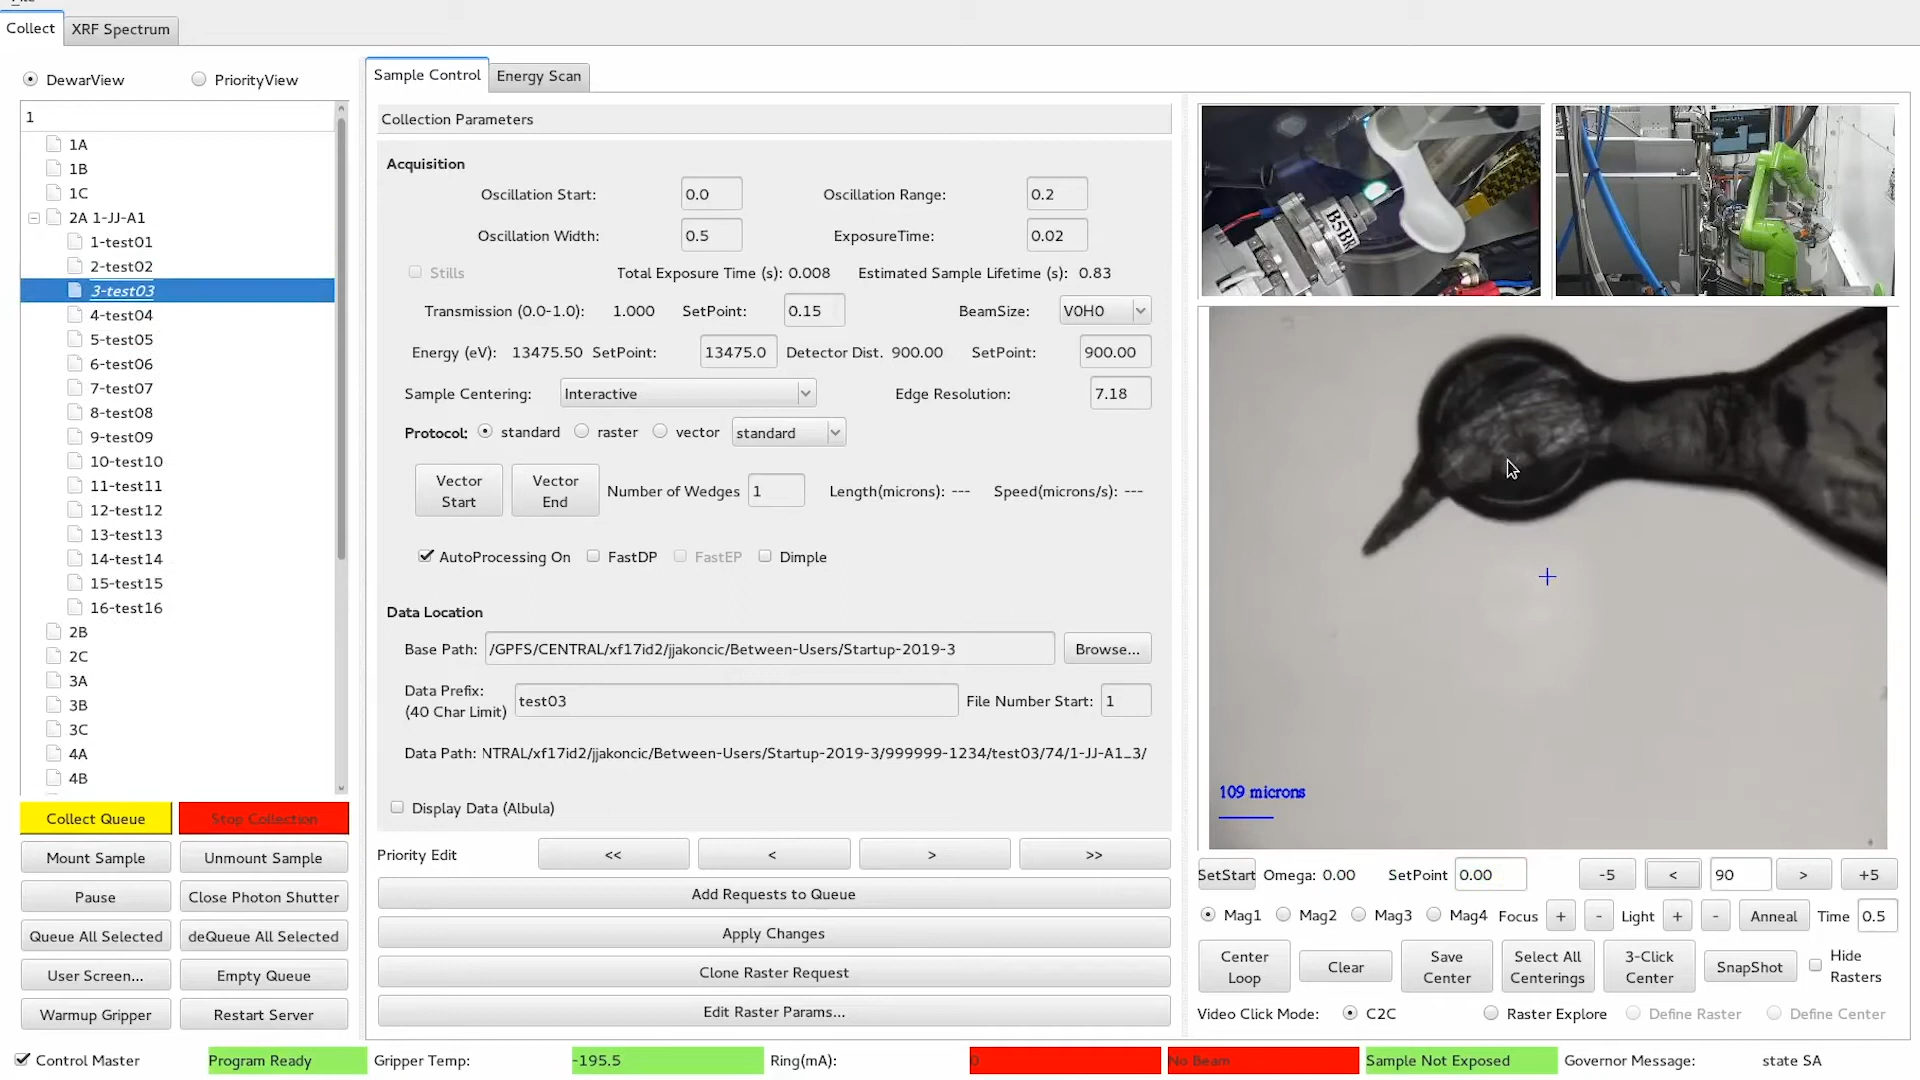 Collect XRF Spectrum
DewarView PriorityView
Sample Control Energy Scan
1
1A
1B
1C
2A 1-JJ-A1
1-test01
2-test02
3-test03
4-test04
5-test05
6-test06
7-test07
8-test08
9-test09
10-test10
11-test11
12-test12
13-test13
14-test14
15-test15
16-test16
2B
2C
3A
3B
3C
4A
4B
Collect Queue Stop Collection
Mount Sample Unmount Sample
Pause Close Photon Shutter
Queue All Selected deQueue All Selected
User Screen... Empty Queue
Warmup Gripper Restart Server
Collection Parameters
Acquisition
Oscillation Start: 0.0 Oscillation Range: 0.2
Oscillation Width: 0.5 ExposureTime: 0.02
Stills Total Exposure Time (s): 0.008 Estimated Sample Lifetime (s): 0.83
Transmission (0.0-1.0): 1.000 SetPoint: 0.15 BeamSize: V0H0
Energy (eV): 13475.50 SetPoint: 13475.0 Detector Dist. 900.00 SetPoint: 900.00
Sample Centering: Interactive Edge Resolution: 7.18
Protocol: standard raster vector standard
Vector Start Vector End Number of Wedges 1 Length(microns): --- Speed(microns/s): ---
AutoProcessing On FastDP FastEP Dimple
Data Location
Base Path: /GPFS/CENTRAL/xf17id2/jjakoncic/Between-Users/Startup-2019-3 Browse...
Data Prefix: (40 Char Limit) test03 File Number Start: 1
Data Path: NTRAL/xf17id2/jjakoncic/Between-Users/Startup-2019-3/999999-1234/test03/74/1-JJ-A1_3/
Display Data (Albula)
Priority Edit << < > >>
Add Requests to Queue
Apply Changes
Clone Raster Request
Edit Raster Params...
109 microns
SetStart Omega: 0.00 SetPoint 0.00 -5 < 90 > +5
Mag1 Mag2 Mag3 Mag4 Focus + - Light + - Anneal Time 0.5
Center Loop Clear Save Center Select All Centerings 3-Click Center SnapShot Hide Rasters
Video Click Mode: C2C Raster Explore Define Raster Define Center
Control Master Program Ready Gripper Temp: -195.5 Ring(mA): 0 No Beam Sample Not Exposed Governor Message: state SA